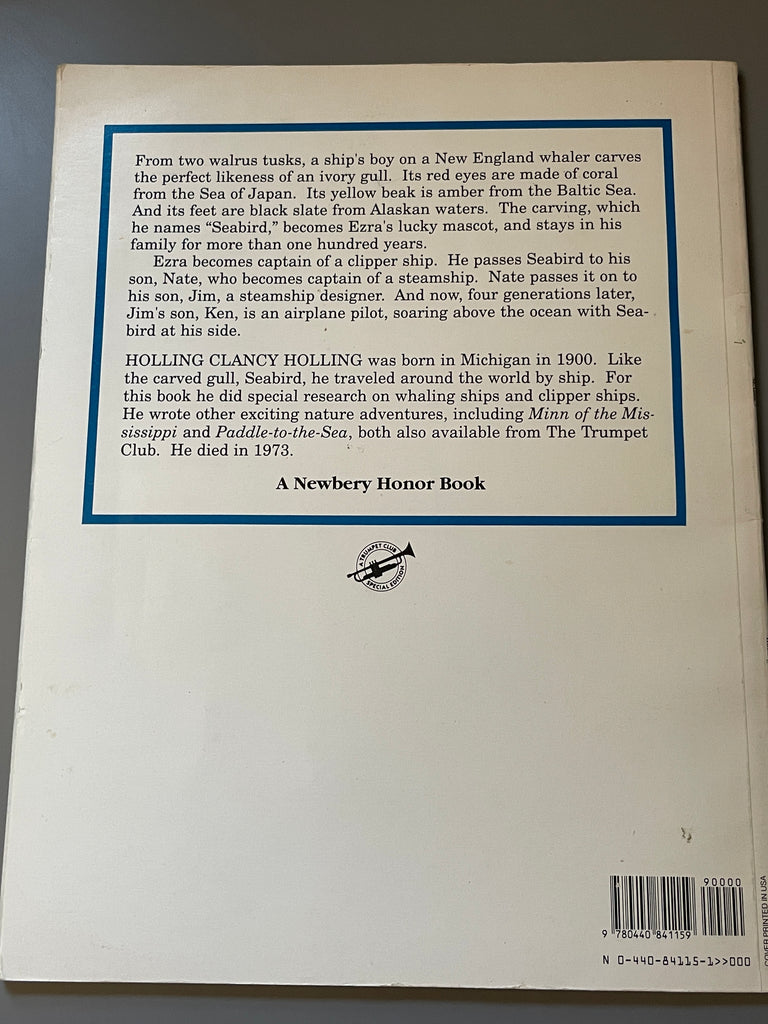 From two walrus tusks, a ship's boy on a New England whaler carves
the perfect likeness of an ivory gull. Its red eyes are made of coral
from the Sea of Japan. Its yellow beak is amber from the Baltic Sea.
And its feet are black slate from Alaskan waters. The carving, which
he names “Seabird,” becomes Ezra's lucky mascot, and stays in his
family for more than one hundred years.
Ezra becomes captain of a clipper ship. He passes Seabird to his
son, Nate, who becomes captain of a steamship. Nate passes it on to
his son, Jim, a steamship designer. And now, four generations later,
Jim's son, Ken, is an airplane pilot, soaring above the ocean with Sea-
bird at his side.
HOLLING CLANCY HOLLING was born in Michigan in 1900. Like
the carved gull, Seabird, he traveled around the world by ship. For
this book he did special research on whaling ships and clipper ships.
He wrote other exciting nature adventures, including Minn of the Mis-
sissippi and Paddle-to-the-Sea, both also available from The Trumpet
Club. He died in 1973.
A Newbery Honor Book
A TRUMPET CLUB
SPECIAL EDITION
90000
9 780440 841159
N 0-440-84115-1>>000
COVER PRINTED IN USA